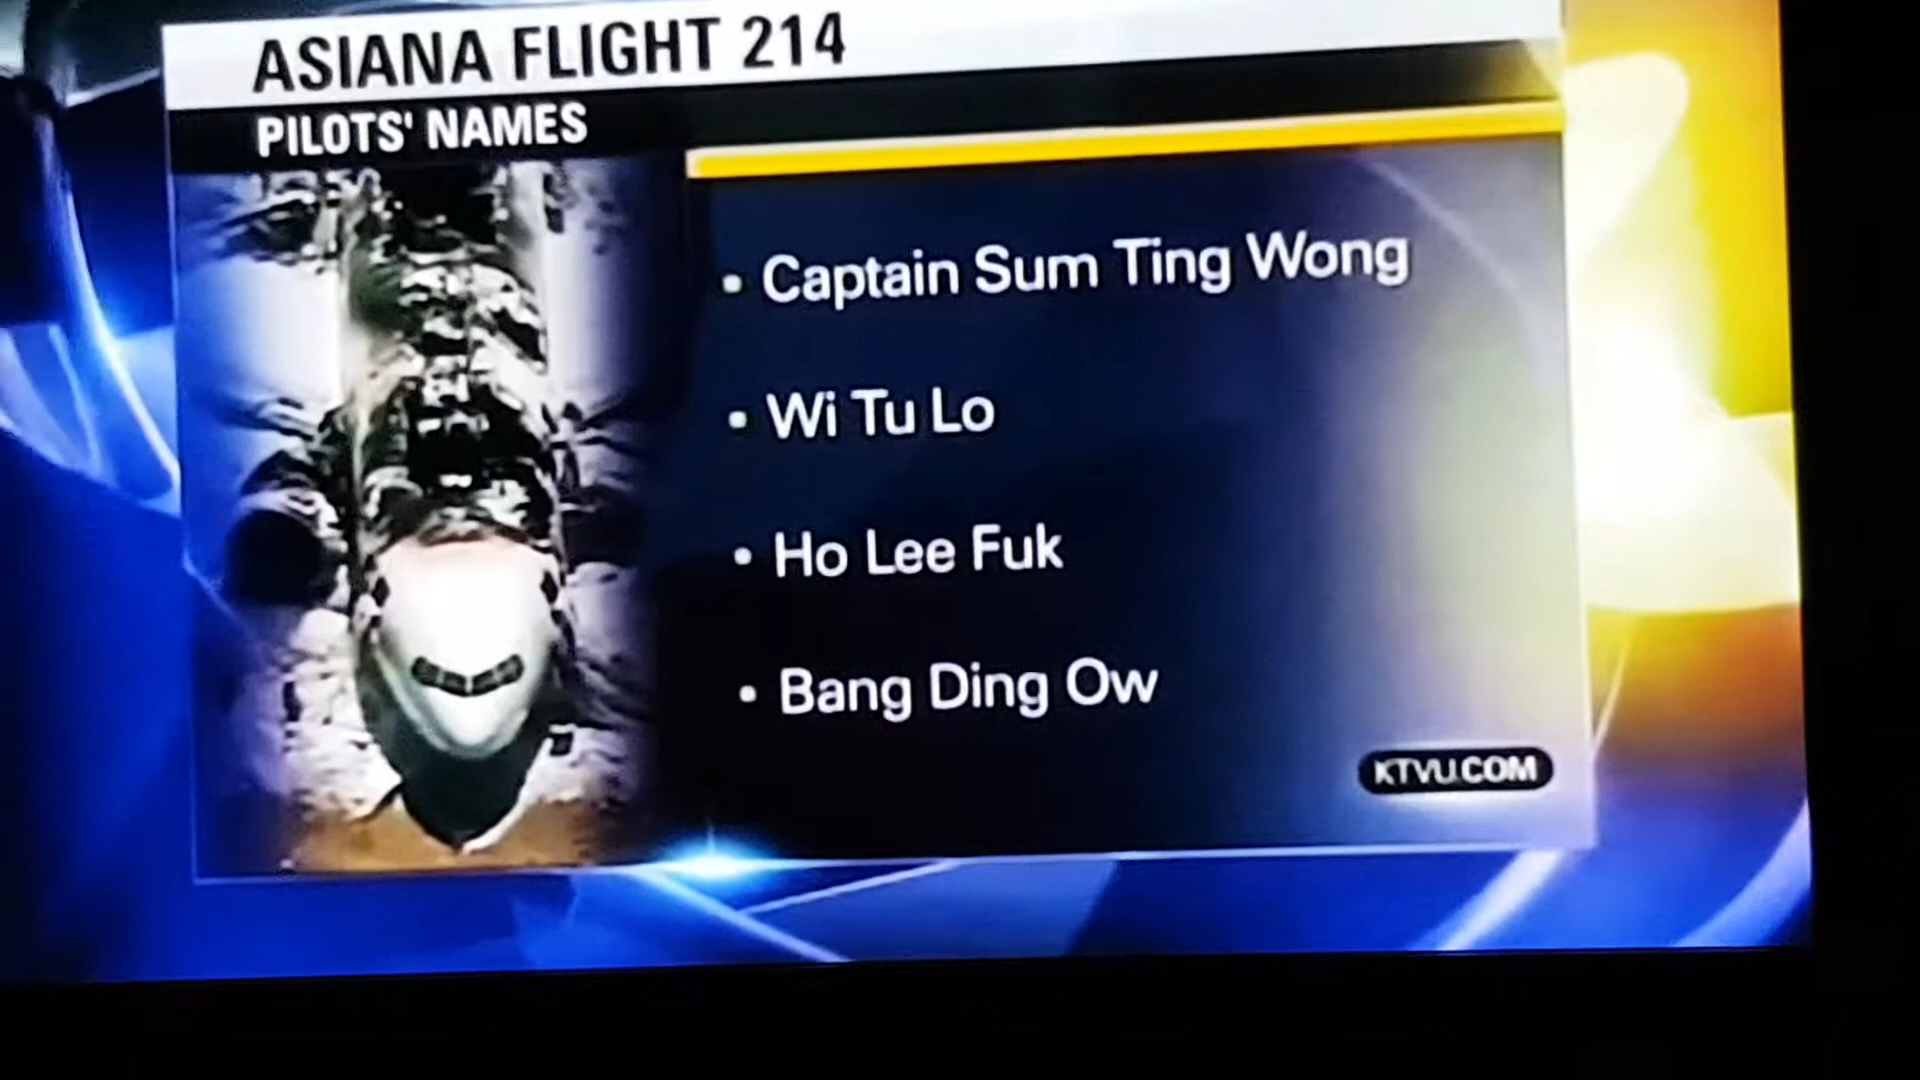 ASIANA FLIGHT 214
PILOTS' NAMES
• Captain Sum Ting Wong
• Wi Tu Lo
• Ho Lee Fuk
• Bang Ding Ow
KTVU.COM